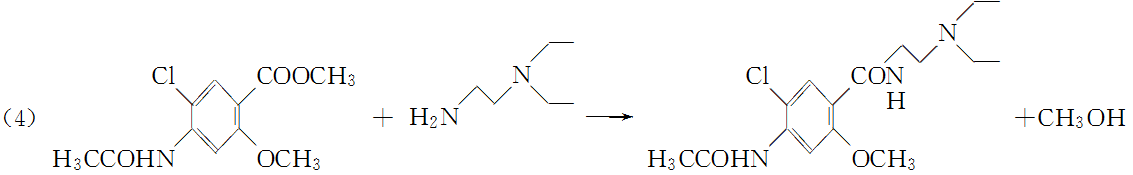 (4) Cl COOCH₃ H₃CCOHN OCH₃ + H₂N N ⟶ Cl CON H N H₃CCOHN OCH₃ +CH₃OH